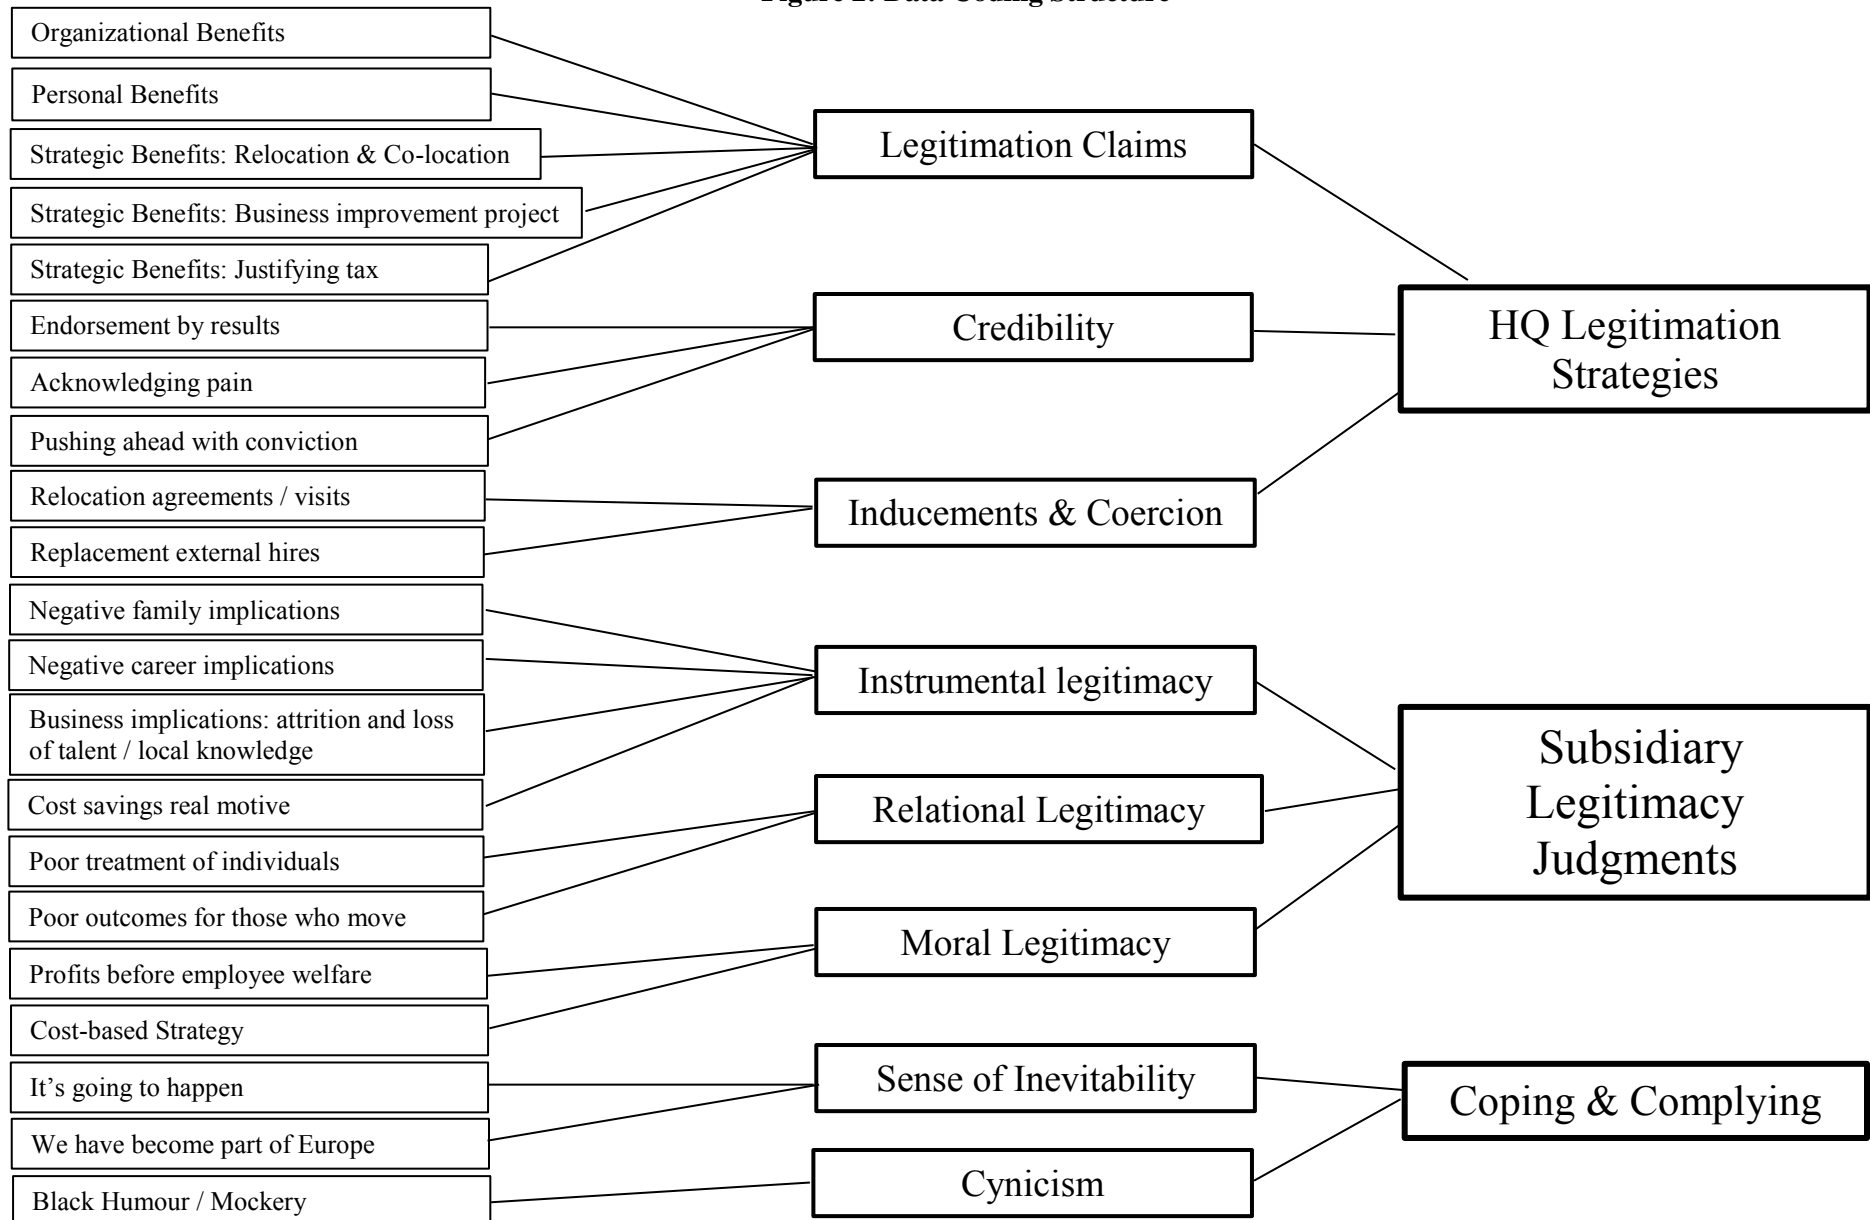 Figure 2: Data Coding Structure
Organizational Benefits
Personal Benefits
Strategic Benefits: Relocation & Co-location
Strategic Benefits: Business improvement project
Strategic Benefits: Justifying tax
Endorsement by results
Acknowledging pain
Pushing ahead with conviction
Relocation agreements / visits
Replacement external hires
Negative family implications
Negative career implications
Business implications: attrition and loss
of talent / local knowledge
Cost savings real motive
Poor treatment of individuals
Poor outcomes for those who move
Profits before employee welfare
Cost-based Strategy
It’s going to happen
We have become part of Europe
Black Humour / Mockery
Legitimation Claims
Credibility
Inducements & Coercion
Instrumental legitimacy
Relational Legitimacy
Moral Legitimacy
Sense of Inevitability
Cynicism
HQ Legitimation
Strategies
Subsidiary
Legitimacy
Judgments
Coping & Complying